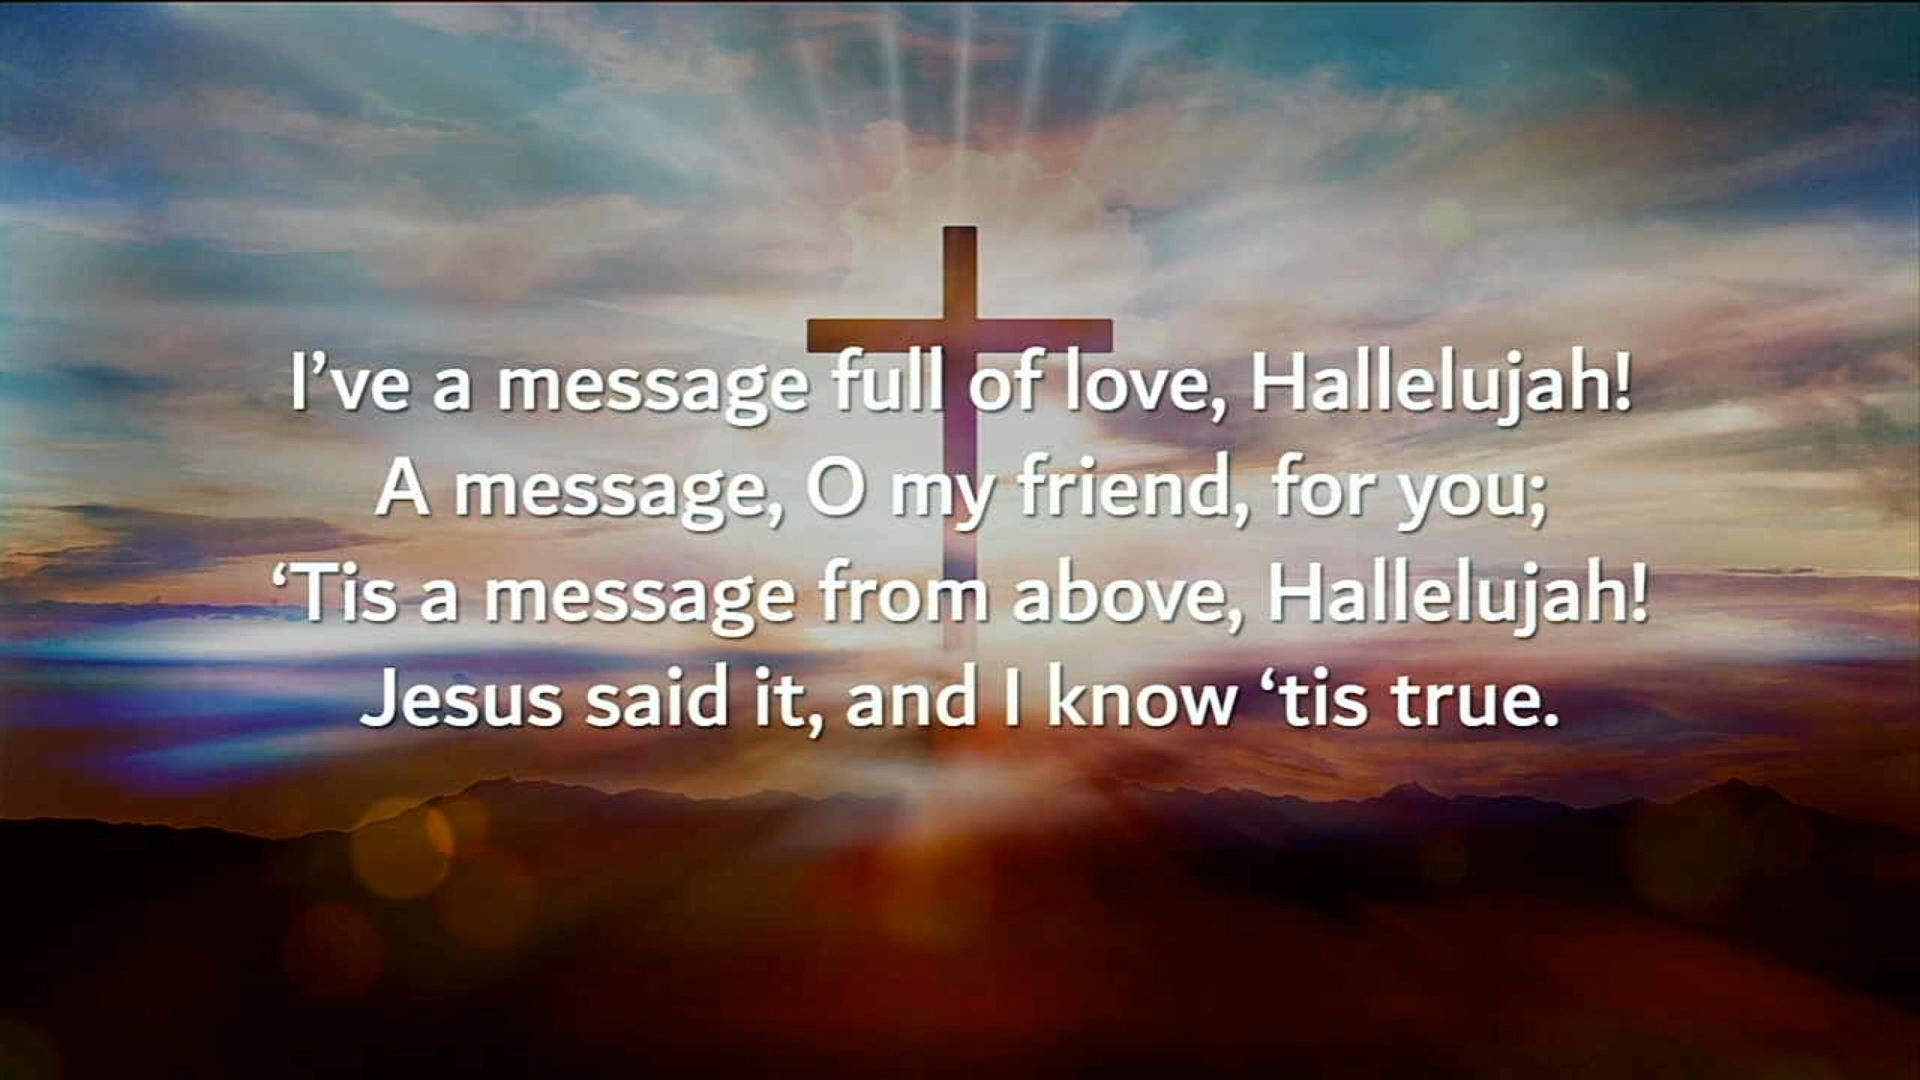 I’ve a message full of love, Hallelujah!
A message, O my friend, for you;
‘Tis a message from above, Hallelujah!
Jesus said it, and I know ‘tis true.